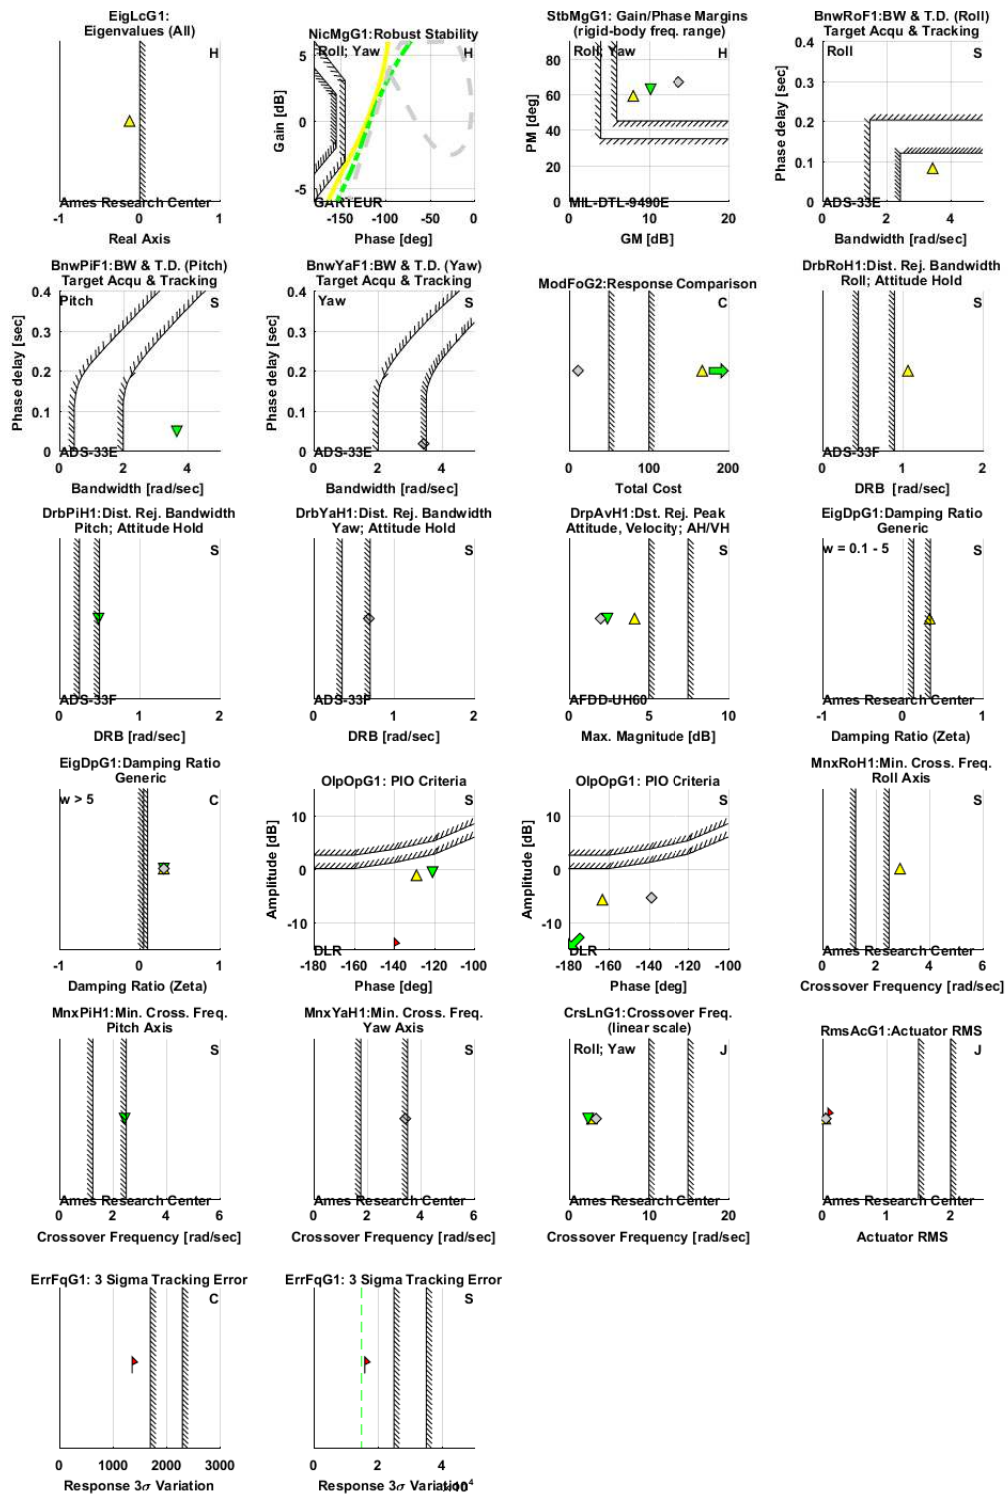 EigLcG1:
Eigenvalues (All)
H
Ames Research Center
-1
0
1
Real Axis
NicMgG1:Robust Stability
Roll; Yaw
H
5
0
-5
Gain [dB]
GARTEUR
-150
-100
-50
0
Phase [deg]
StbMgG1: Gain/Phase Margins
(rigid-body freq. range)
Roll; Yaw
H
80
60
40
20
0
PM [deg]
MIL-DTL-9490E
0
10
20
GM [dB]
BnwRoF1:BW & T.D. (Roll)
Target Acqu & Tracking
Roll
S
0.4
0.3
0.2
0.1
0
Phase delay [sec]
ADS-33E
0
2
4
Bandwidth [rad/sec]
BnwPiF1:BW & T.D. (Pitch)
Target Acqu & Tracking
Pitch
S
0.4
0.3
0.2
0.1
0
Phase delay [sec]
ADS-33E
0
2
4
Bandwidth [rad/sec]
BnwYaF1:BW & T.D. (Yaw)
Target Acqu & Tracking
Yaw
S
0.4
0.3
0.2
0.1
0
Phase delay [sec]
ADS-33E
0
2
4
Bandwidth [rad/sec]
ModFoG2:Response Comparison
C
0
100
200
Total Cost
DrbRoH1:Dist. Rej. Bandwidth
Roll; Attitude Hold
S
ADS-33F
0
1
2
DRB [rad/sec]
DrbPiH1:Dist. Rej. Bandwidth
Pitch; Attitude Hold
S
ADS-33F
0
1
2
DRB [rad/sec]
DrbYaH1:Dist. Rej. Bandwidth
Yaw; Attitude Hold
S
ADS-33F
0
1
2
DRB [rad/sec]
DrpAvH1:Dst. Rej. Peak
Attitude, Velocity; AH/VH
S
AFDD-UH60
0
5
10
Max. Magnitude [dB]
EigDpG1:Damping Ratio
Generic
w = 0.1 - 5
S
Ames Research Center
-1
0
1
Damping Ratio (Zeta)
EigDpG1:Damping Ratio
Generic
w > 5
C
-1
0
1
Damping Ratio (Zeta)
OlpOpG1: PIO Criteria
S
10
0
-10
Amplitude [dB]
DLR
-180
-160
-140
-120
-100
Phase [deg]
OlpOpG1: PIO Criteria
S
10
0
-10
Amplitude [dB]
DLR
-180
-160
-140
-120
-100
Phase [deg]
MnxRoH1:Min. Cross. Freq.
Roll Axis
S
Ames Research Center
0
2
4
6
Crossover Frequency [rad/sec]
MnxPiH1:Min. Cross. Freq.
Pitch Axis
S
Ames Research Center
0
2
4
6
Crossover Frequency [rad/sec]
MnxYaH1:Min. Cross. Freq.
Yaw Axis
S
Ames Research Center
0
2
4
6
Crossover Frequency [rad/sec]
CrsLnG1:Crossover Freq.
(linear scale)
Roll; Yaw
J
0
10
20
Crossover Frequency [rad/sec]
RmsAcG1:Actuator RMS
J
Ames Research Center
0
1
2
Actuator RMS
ErrFqG1: 3 Sigma Tracking Error
C
0
1000
2000
3000
Response 3σ Variation
ErrFqG1: 3 Sigma Tracking Error
S
0
2
4
×10⁴
Response 3σ Variation